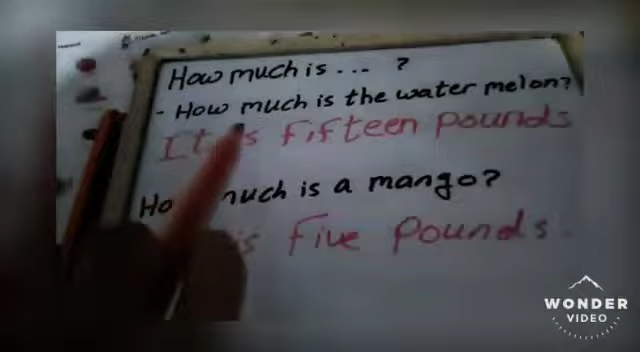 How much is ... ?
- How much is the water melon?
It is fifteen pounds
much is a mango?
is five pounds.
WONDER
VIDEO